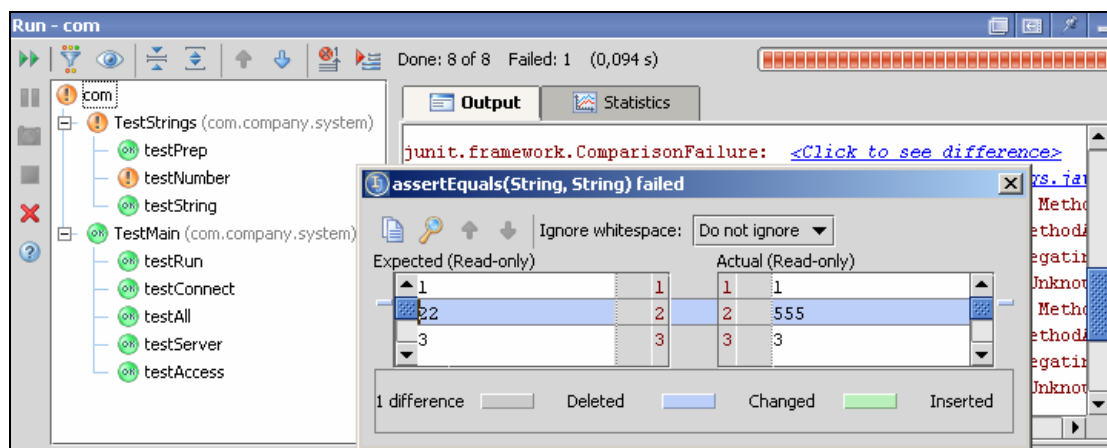 Run - com
Done: 8 of 8 Failed: 1 (0,094 s)
com
TestStrings (com.company.system)
testPrep
testNumber
testString
TestMain (com.company.system)
testRun
testConnect
testAll
testServer
testAccess
Output Statistics
junit.framework.ComparisonFailure: <Click to see difference>
assertEquals(String, String) failed
Ignore whitespace: Do not ignore
Expected (Read-only) Actual (Read-only)
1 1 1 1
22 2 2 555
3 3 3 3
1 difference Deleted Changed Inserted